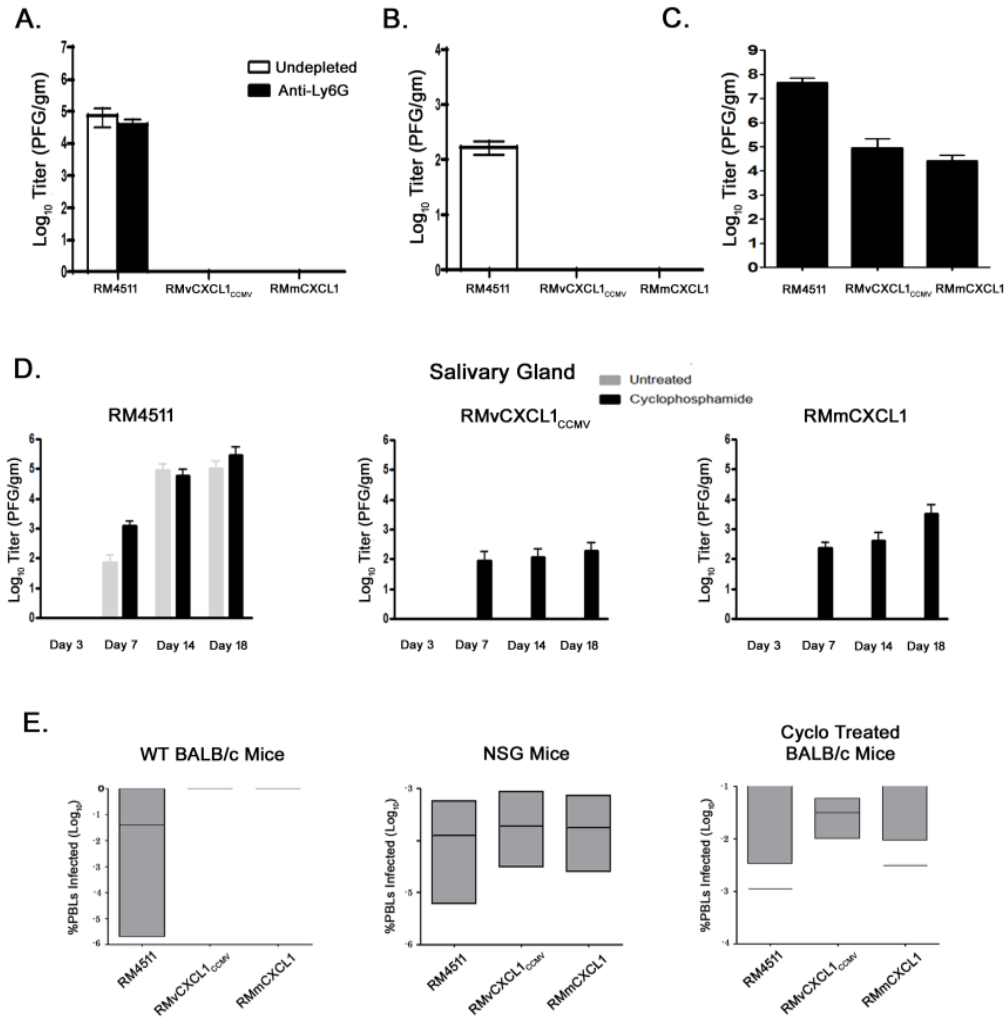 A.
Log10 Titer (PFG/gm)
7
6
5
4
3
2
1
0
Undepleted
Anti-Ly6G
RM4511 RMvCXCL1CCMV RMmCXCL1
B.
Log10 Titer (PFG/gm)
4
3
2
1
0
RM4511 RMvCXCL1CCMV RMmCXCL1
C.
Log10 Titer (PFG/gm)
9
8
7
6
5
4
3
2
1
0
RM4511 RMvCXCL1CCMV RMmCXCL1
D.
Salivary Gland
Untreated
Cyclophosphamide
RM4511
Log10 Titer (PFG/gm)
6
5
4
3
2
1
0
Day 3 Day 7 Day 14 Day 18
RMvCXCL1CCMV
Log10 Titer (PFG/gm)
6
5
4
3
2
1
0
Day 3 Day 7 Day 14 Day 18
RMmCXCL1
Log10 Titer (PFG/gm)
6
5
4
3
2
1
0
Day 3 Day 7 Day 14 Day 18
E.
WT BALB/c Mice
%PBLs Infected (Log10)
0
-1
-2
-3
-4
-5
-6
RM4511
RMvCXCL1CCMV
RMmCXCL1
NSG Mice
%PBLs Infected (Log10)
-3
-4
-5
-6
RM4511
RMvCXCL1CCMV
RMmCXCL1
Cyclo Treated
BALB/c Mice
%PBLs Infected (Log10)
-1
-2
-3
-4
RM4511
RMvCXCL1CCMV
RMmCXCL1